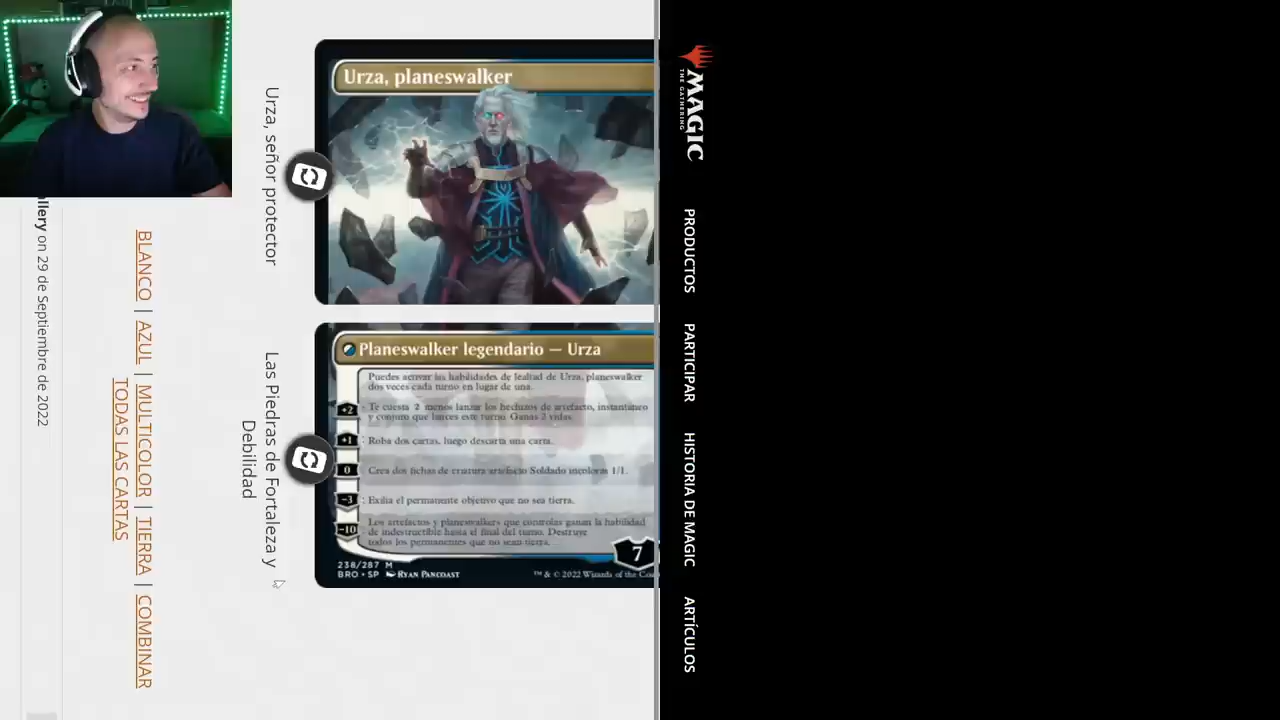 MAGIC
THE GATHERING
PRODUCTOS
PARTICIPAR
HISTORIA DE MAGIC
ARTÍCULOS
Urza, planeswalker
Planeswalker legendario — Urza
Puedes activar las habilidades de lealtad de Urza, planeswalker
dos veces cada turno en lugar de una.
+2: Te cuesta 2 menos lanzar los hechizos de artefacto, instantáneo
y conjuro que lances este turno. Ganas 2 vidas.
+1: Roba dos cartas, luego descarta una carta.
0: Crea dos fichas de criatura artefacto Soldado incoloras 1/1.
−3: Exilia el permanente objetivo que no sea tierra.
−10: Los artefactos y planeswalkers que controlas ganan la habilidad
de indestructible hasta el final del turno. Destruye
todos los permanentes que no sean tierra.
7
238/287 M
BRO • SP RYAN PANCOAST
™ & © 2022 Wizards of the
Urza, señor protector
Las Piedras de Fortaleza y
Debilidad
BLANCO | AZUL | MULTICOLOR | TIERRA | COMBINAR
TODAS LAS CARTAS
llery on 29 de Septiembre de 2022